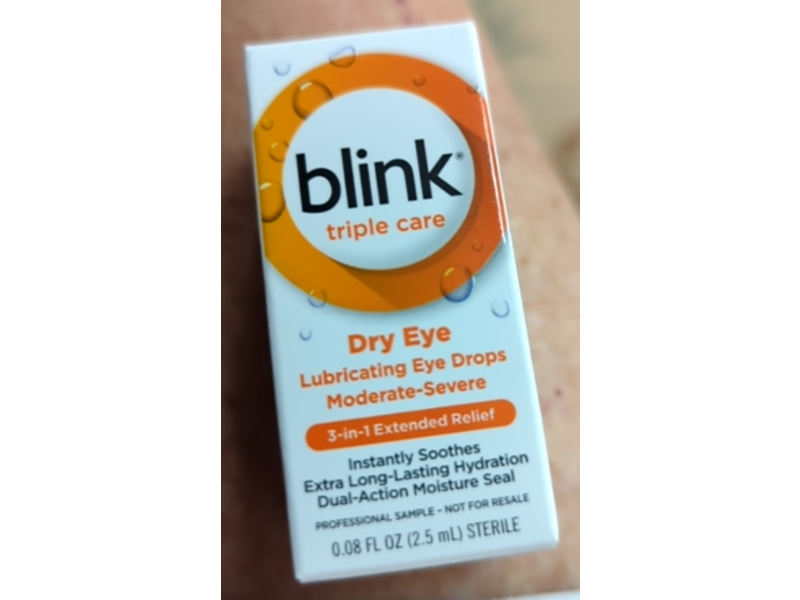 blink®
triple care
Dry Eye
Lubricating Eye Drops
Moderate-Severe
3-in-1 Extended Relief
Instantly Soothes
Extra Long-Lasting Hydration
Dual-Action Moisture Seal
PROFESSIONAL SAMPLE - NOT FOR RESALE
0.08 FL OZ (2.5 mL) STERILE